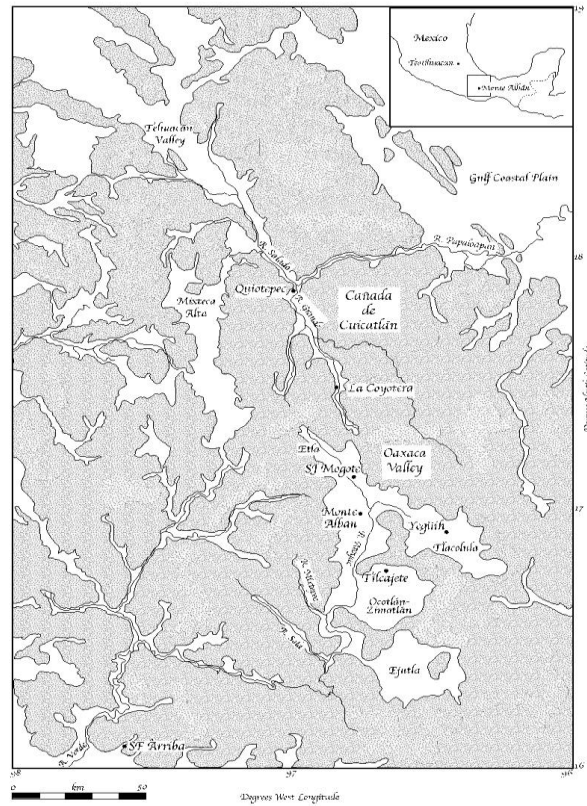 19
Mexico
Teotihuacan
Monte Albán
Tehuacán
Valley
Gulf Coastal Plain
R. Salado
R. Papaloapan
18
Quiotepec
R. Grande
Mixteca
Alta
Cañada
de
Cuicatlán
La Coyotera
Etla
Oaxaca
Valley
SJ Mogote
Monte
Albán
17
Yegüih
Tlacolula
Tilcajete
Ocotlán-
Zimatlán
R. Sola
Ejutla
R. Verde
SF Arriba
16
98
97
96
0 km 50
Degrees West Longitude